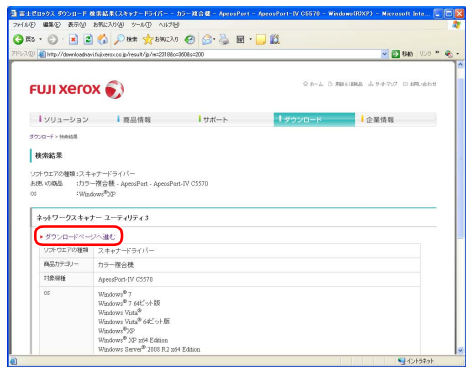 富士ゼロックス ダウンロード 検索結果(スキャナードライバー - カラー複合機 - ApeosPort - ApeosPort-IV C5570 - Windows(R)XP) - Microsoft Inte...
ファイル(F) 編集(E) 表示(V) お気に入り(A) ツール(T) ヘルプ(H)
戻る 検索 お気に入り
アドレス(D) 移動 リンク
FUJI XEROX
ホーム サイトマップ お問い合わせ
ソリューション 商品情報 サポート ダウンロード 企業情報
ダウンロード > 検索結果
検索結果
ソフトウエアの種類:スキャナードライバー
お使いの商品 :カラー複合機 - ApeosPort - ApeosPort-IV C5570
OS :Windows®XP
ネットワークスキャナー ユーティリティ3
ダウンロードページへ進む
ソフトウエアの種類 スキャナードライバー
商品カテゴリー カラー複合機
対象機種 ApeosPort-IV C5570
OS Windows® 7
Windows® 7 64ビット版
Windows Vista®
Windows Vista® 64ビット版
Windows®XP
Windows® XP x64 Edition
Windows Server® 2008 R2 x64 Edition
イントラネット